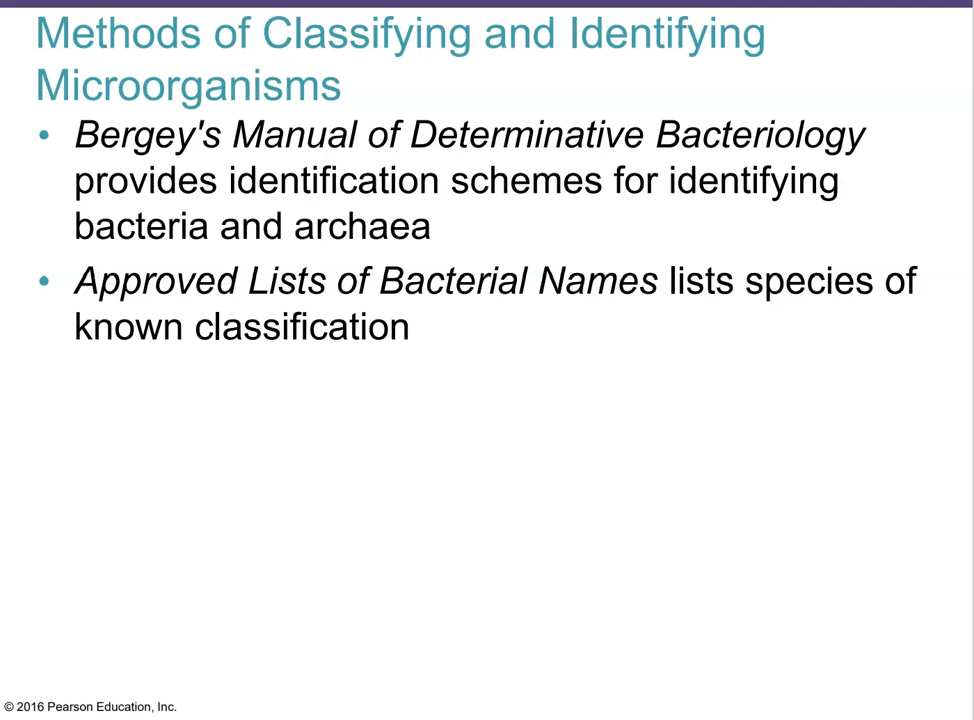 Methods of Classifying and Identifying
Microorganisms
• Bergey's Manual of Determinative Bacteriology
provides identification schemes for identifying
bacteria and archaea
• Approved Lists of Bacterial Names lists species of
known classification
© 2016 Pearson Education, Inc.